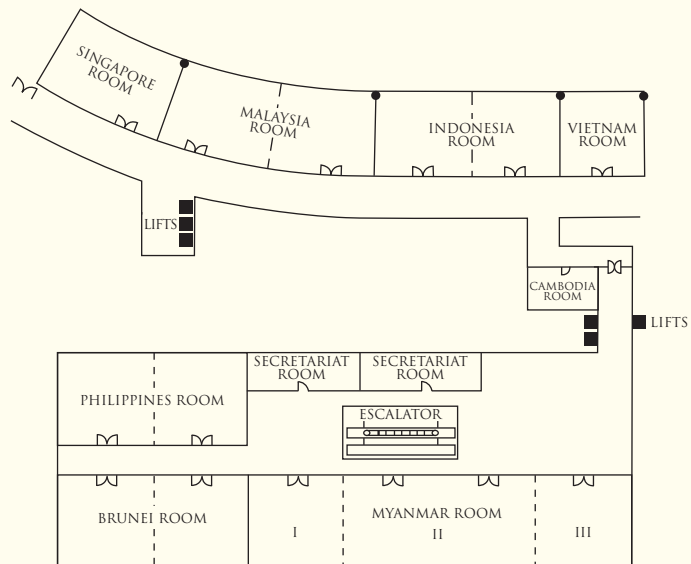 SINGAPORE
ROOM
MALAYSIA
ROOM
INDONESIA
ROOM
VIETNAM
ROOM
LIFTS
CAMBODIA
ROOM
LIFTS
SECRETARIAT
ROOM
SECRETARIAT
ROOM
PHILIPPINES ROOM
ESCALATOR
BRUNEI ROOM
MYANMAR ROOM
I
II
III